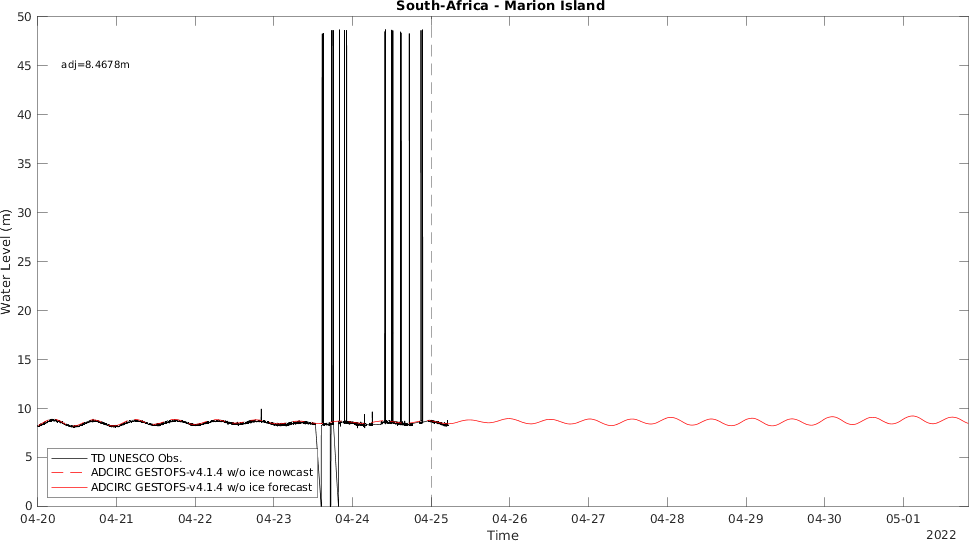 South-Africa - Marion Island
50
adj=8.4678m
45
40
35
30
25
20
15
10
5
0
Water Level (m)
TD UNESCO Obs.
ADCIRC GESTOFS-v4.1.4 w/o ice nowcast
ADCIRC GESTOFS-v4.1.4 w/o ice forecast
04-20 04-21 04-22 04-23 04-24 04-25 04-26 04-27 04-28 04-29 04-30 05-01
Time
2022